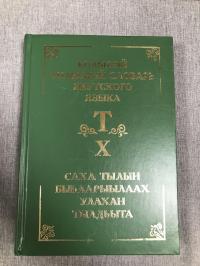 БОЛЬШОЙ
ТОЛКОВЫЙ СЛОВАРЬ
ЯКУТСКОГО
ЯЗЫКА
Т
X
САХА ТЫЛЫН
БЫҺААРЫЫЛААХ
УЛАХАН
ТЫЛДЬЫТА